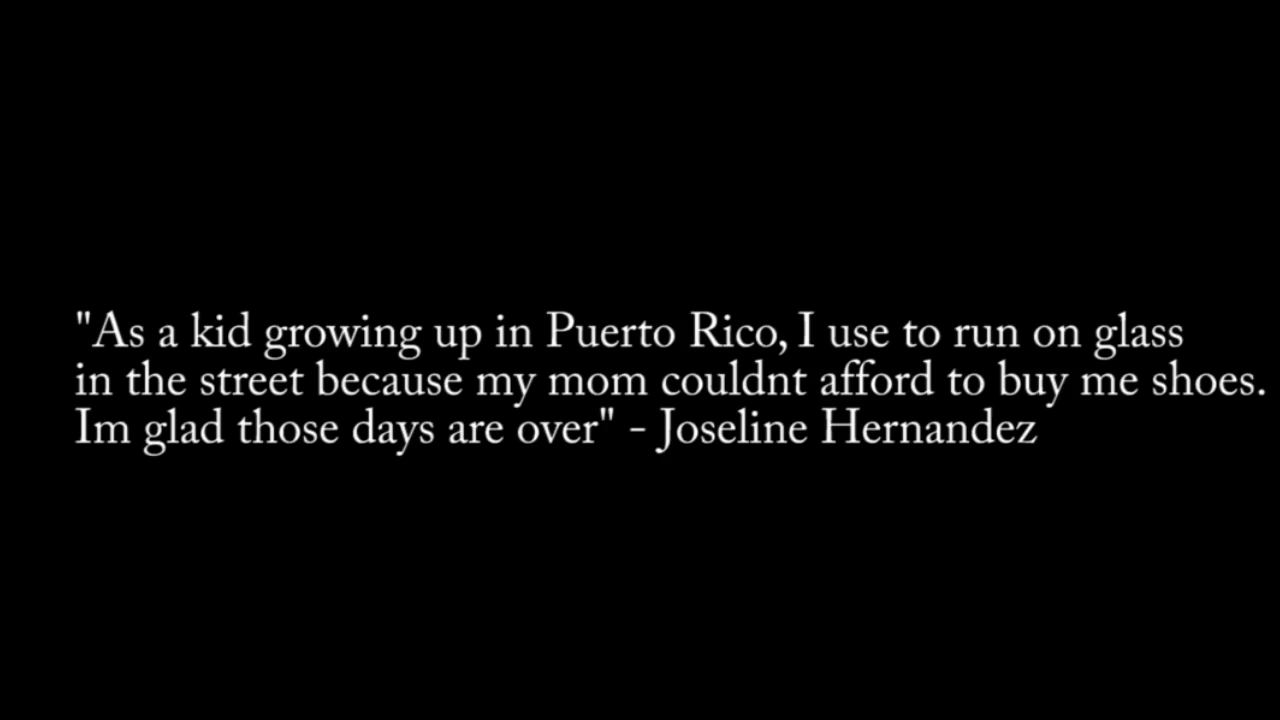 "As a kid growing up in Puerto Rico, I use to run on glass
in the street because my mom couldnt afford to buy me shoes.
Im glad those days are over" - Joseline Hernandez